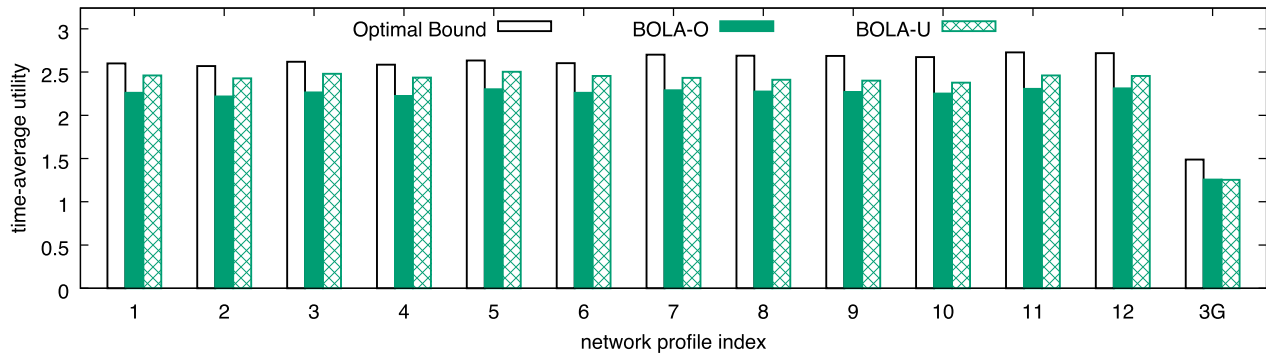 Optimal Bound BOLA-O BOLA-U
time-average utility
3
2.5
2
1.5
1
0.5
0
1 2 3 4 5 6 7 8 9 10 11 12 3G
network profile index